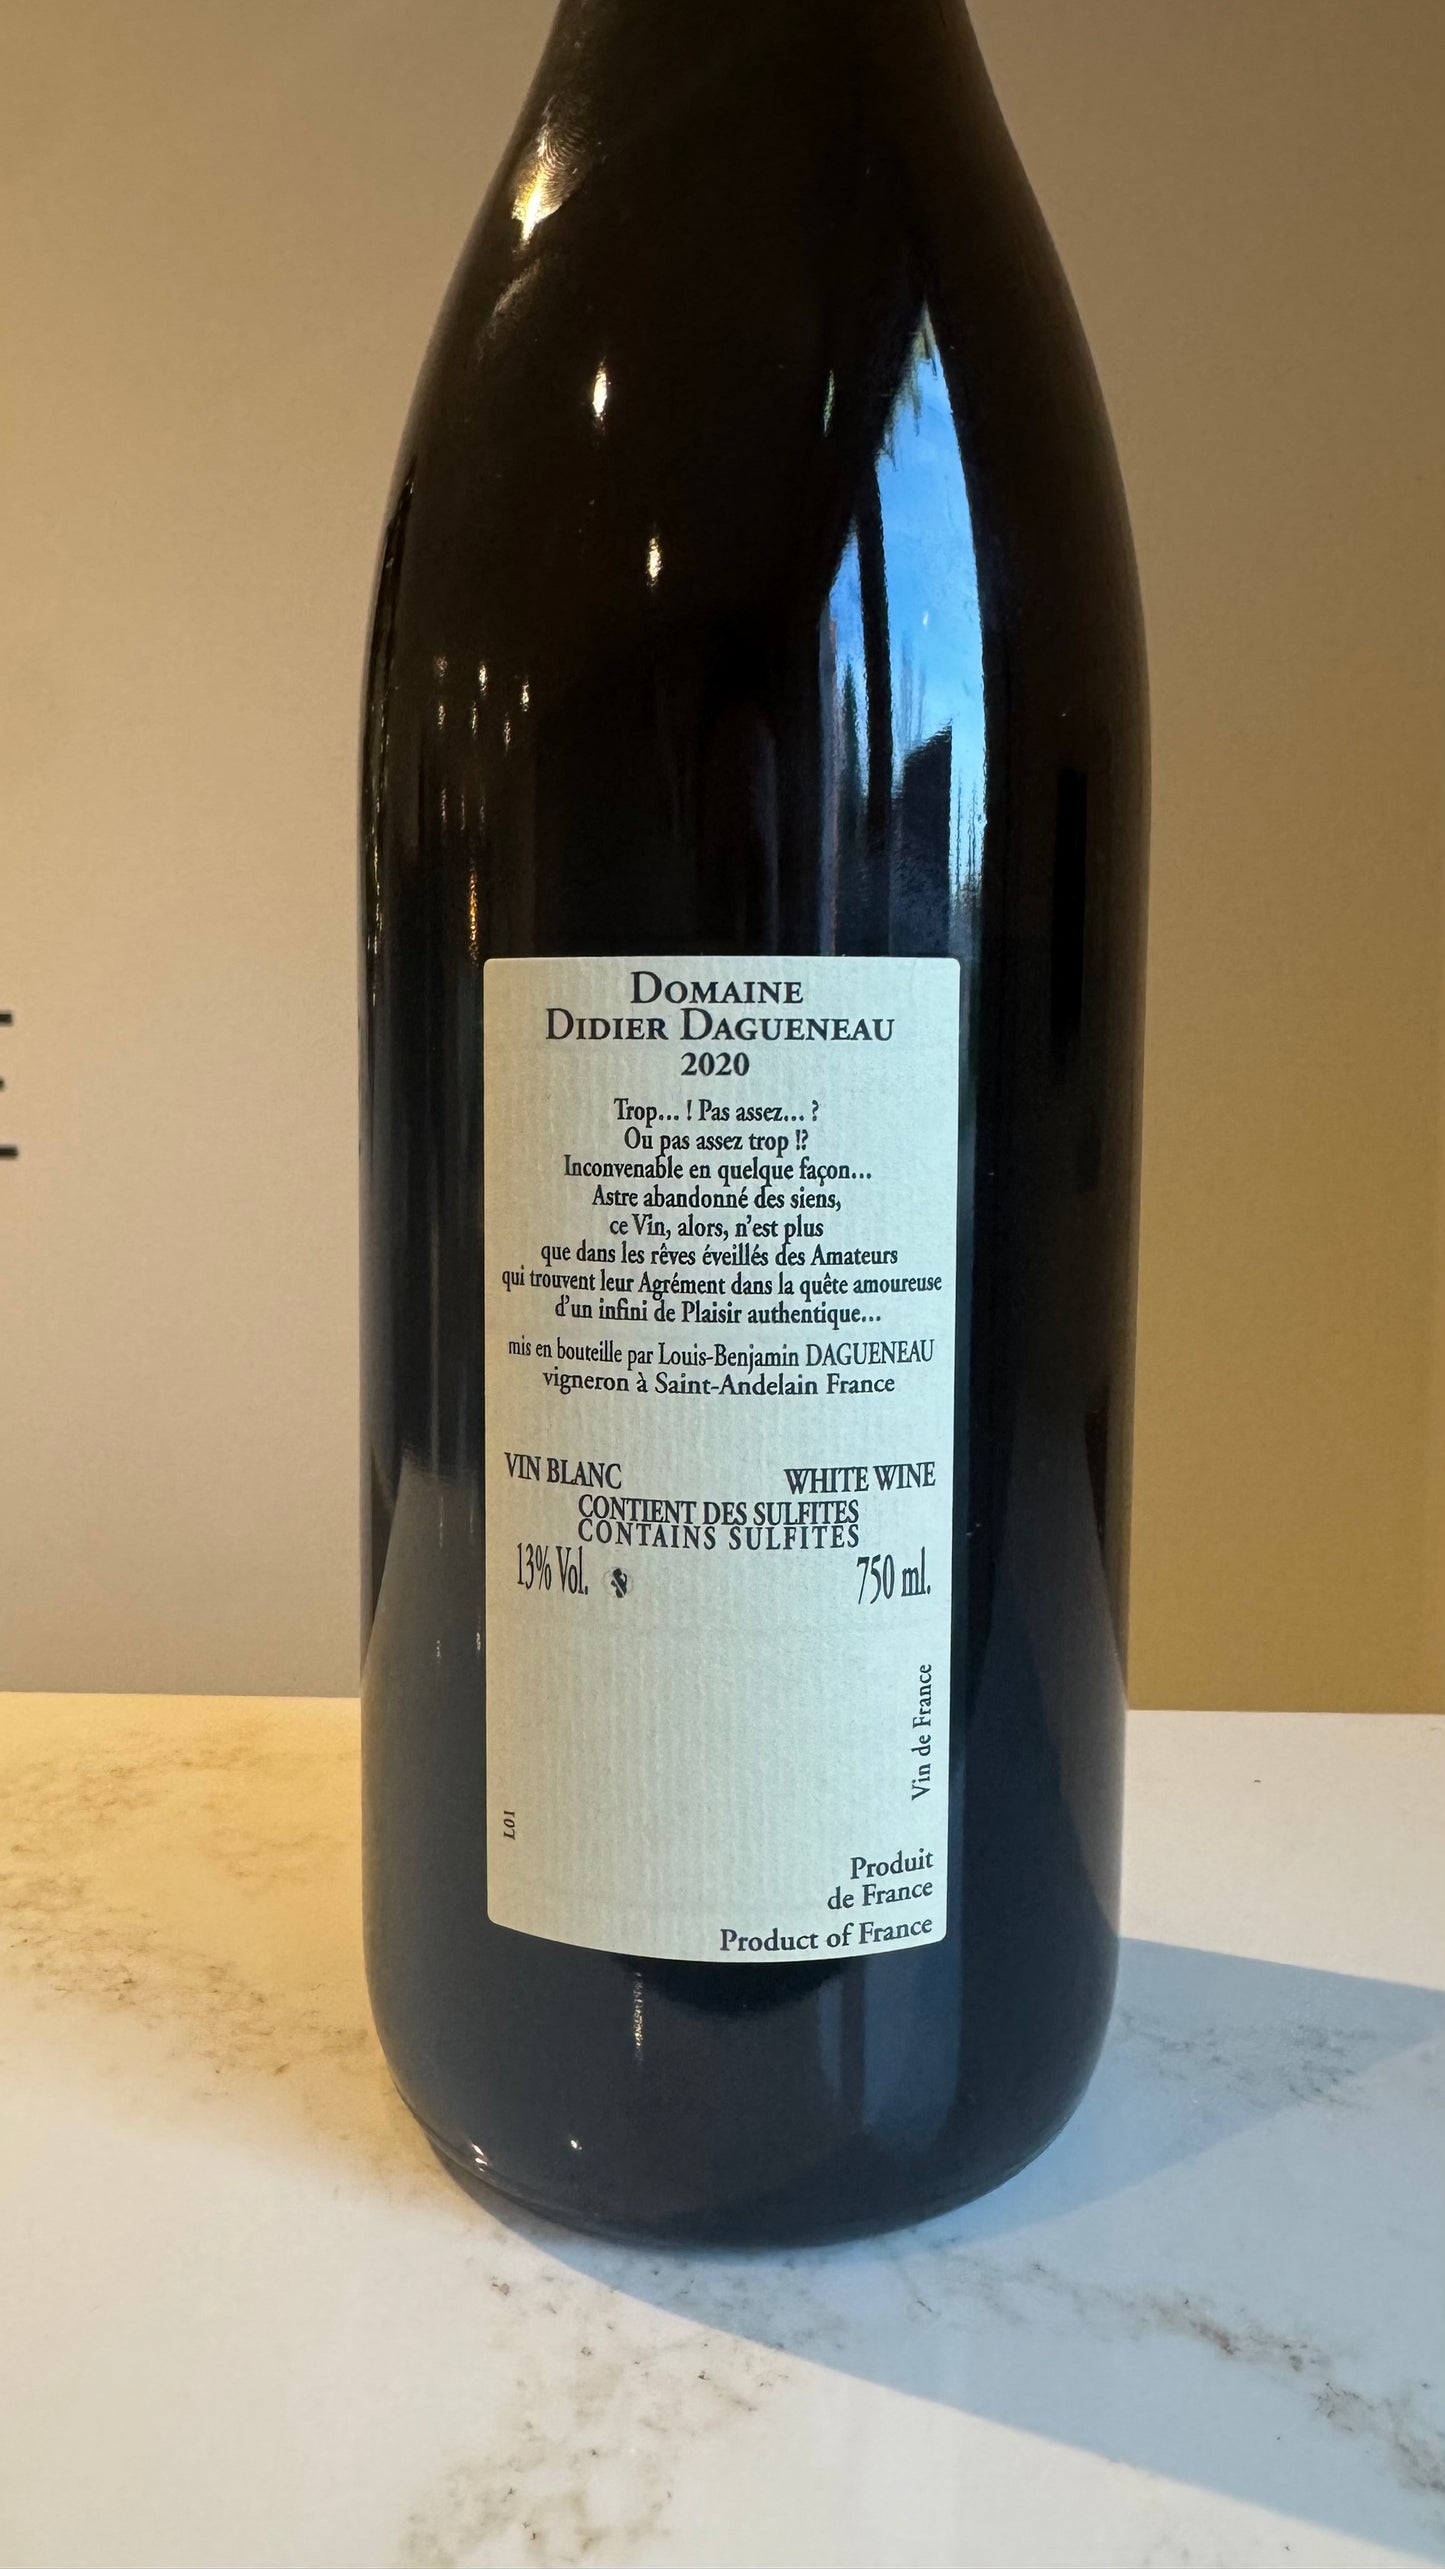 DOMAINE
DIDIER DAGUENEAU
2020
Trop... ! Pas assez... ?
Ou pas assez trop !?
Inconvenable en quelque façon...
Astre abandonné des siens,
ce Vin, alors, n'est plus
que dans les rêves éveillés des Amateurs
qui trouvent leur Agrément dans la quête amoureuse
d'un infini de Plaisir authentique...
mis en bouteille par Louis-Benjamin DAGUENEAU
vigneron à Saint-Andelain France
VIN BLANC WHITE WINE
CONTIENT DES SULFITES
CONTAINS SULFITES
13% Vol. 750 ml.
Vin de France
L01
Produit
de France
Product of France